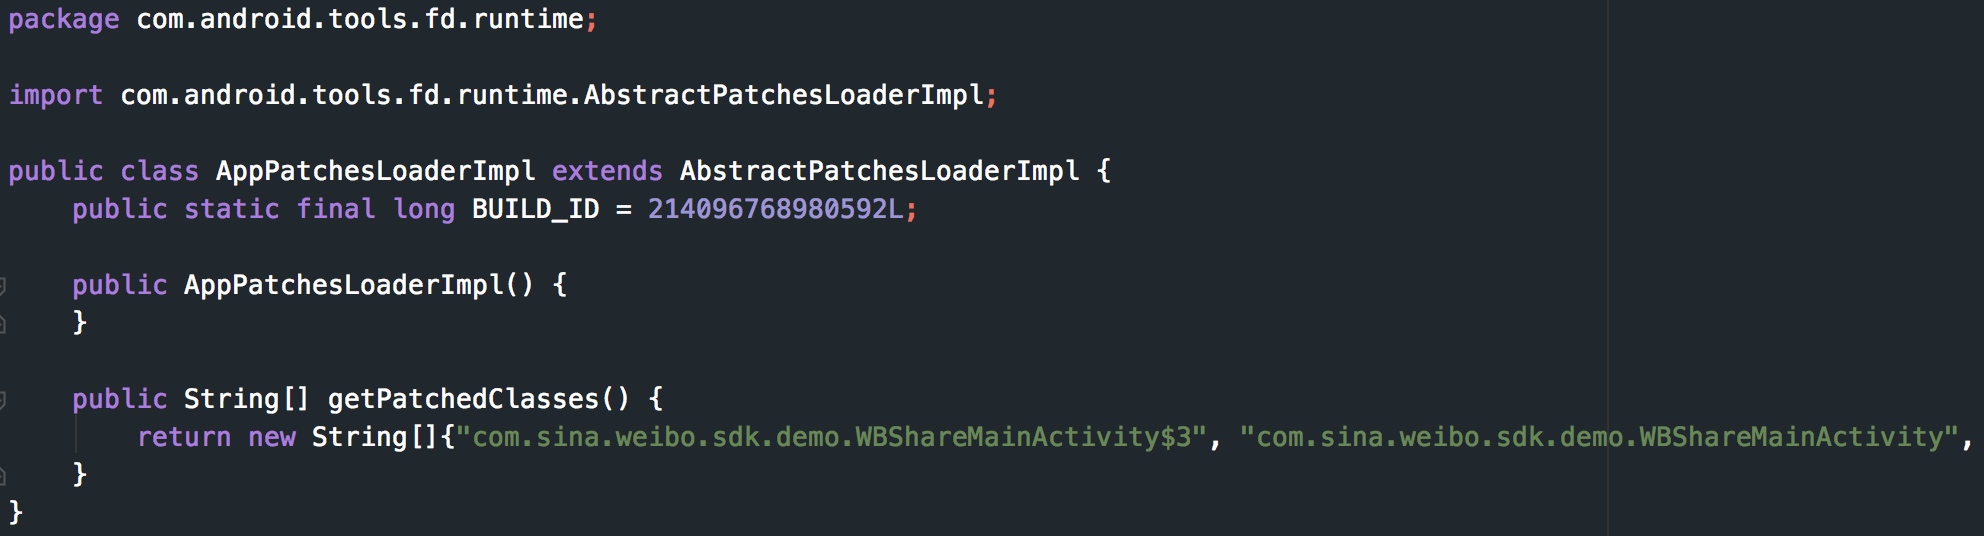 package com.android.tools.fd.runtime;
import com.android.tools.fd.runtime.AbstractPatchesLoaderImpl;
public class AppPatchesLoaderImpl extends AbstractPatchesLoaderImpl {
public static final long BUILD_ID = 214096768980592L;
public AppPatchesLoaderImpl() {
}
public String[] getPatchedClasses() {
return new String[]{"com.sina.weibo.sdk.demo.WBShareMainActivity$3", "com.sina.weibo.sdk.demo.WBShareMainActivity",
}
}